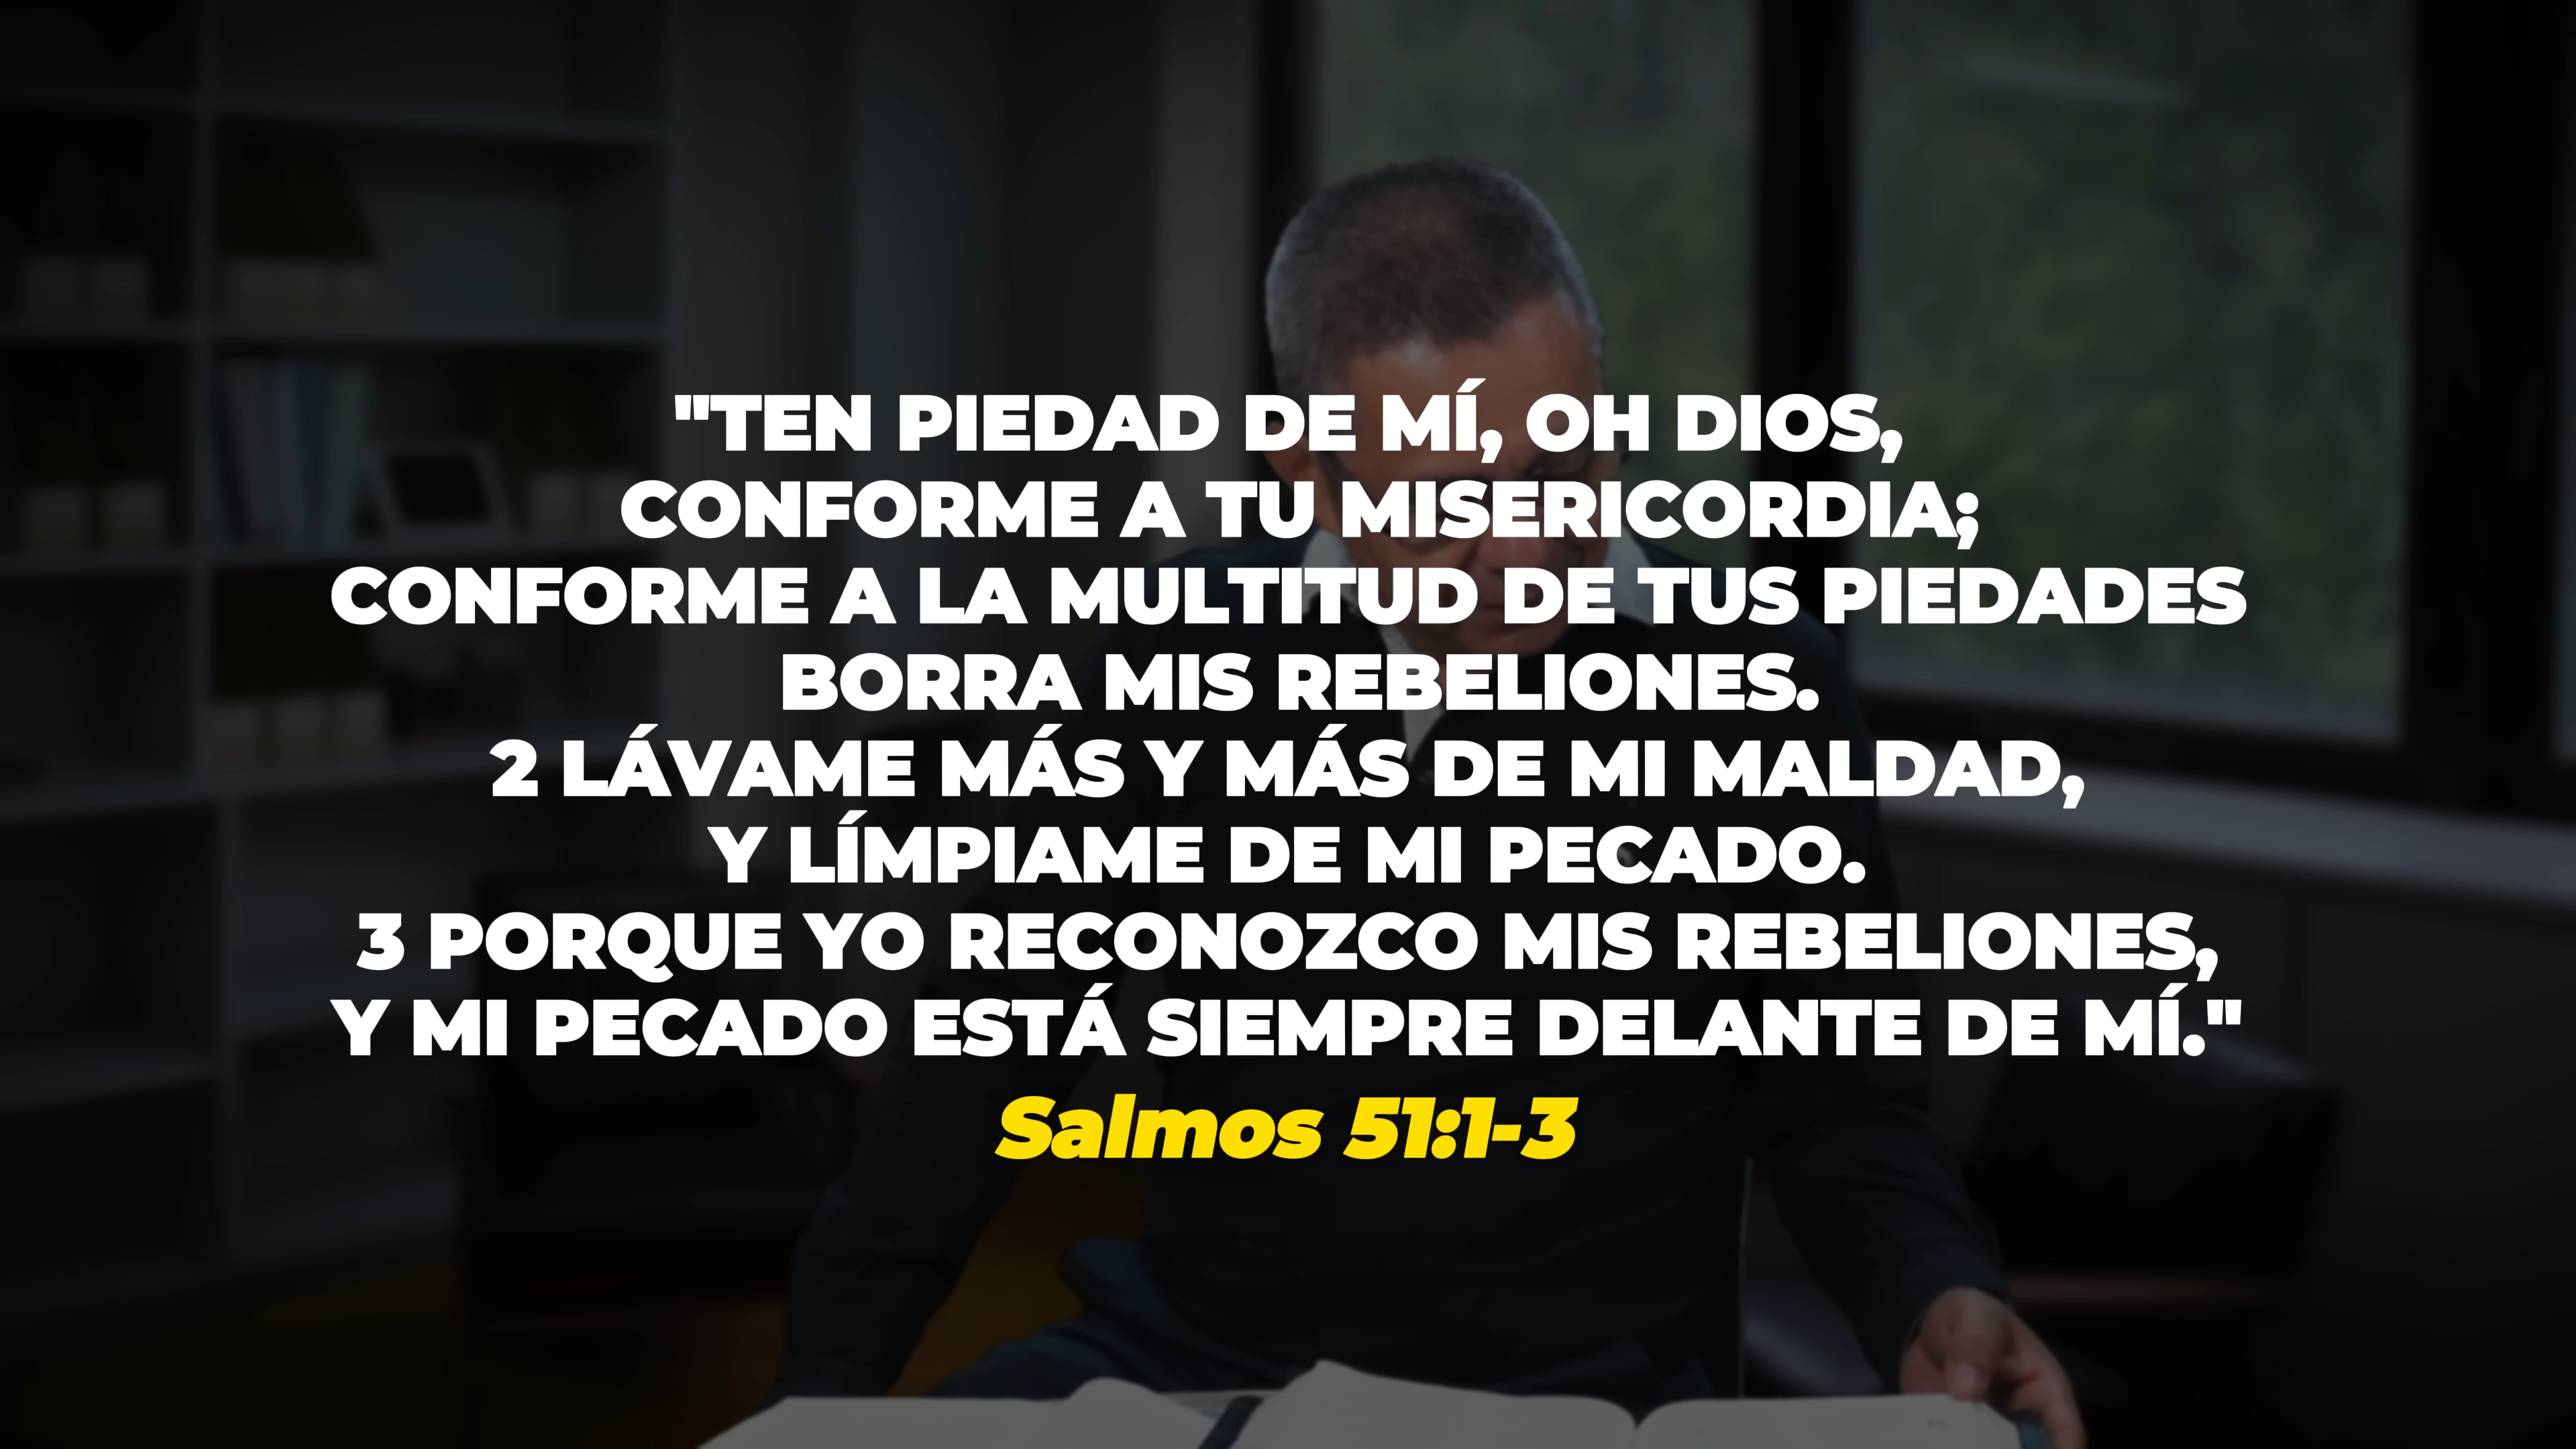 "TEN PIEDAD DE MÍ, OH DIOS,
CONFORME A TU MISERICORDIA;
CONFORME A LA MULTITUD DE TUS PIEDADES
BORRA MIS REBELIONES.
2 LÁVAME MÁS Y MÁS DE MI MALDAD,
Y LÍMPIAME DE MI PECADO.
3 PORQUE YO RECONOZCO MIS REBELIONES,
Y MI PECADO ESTÁ SIEMPRE DELANTE DE MÍ."
Salmos 51:1-3